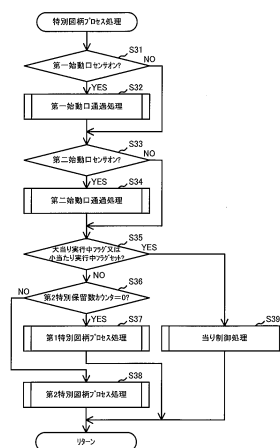 特別図柄プロセス処理
S31
第一始動口センサオン?
NO
YES
S32
第一始動口通過処理
S33
第二始動口センサオン?
NO
YES
S34
第二始動口通過処理
S35
大当り実行中フラグ又は
小当たり実行中フラグセット?
YES
NO
S36
第2特別保留数カウンタ=0?
NO
YES
S37
第1特別図柄プロセス処理
S39
当り制御処理
S38
第2特別図柄プロセス処理
リターン